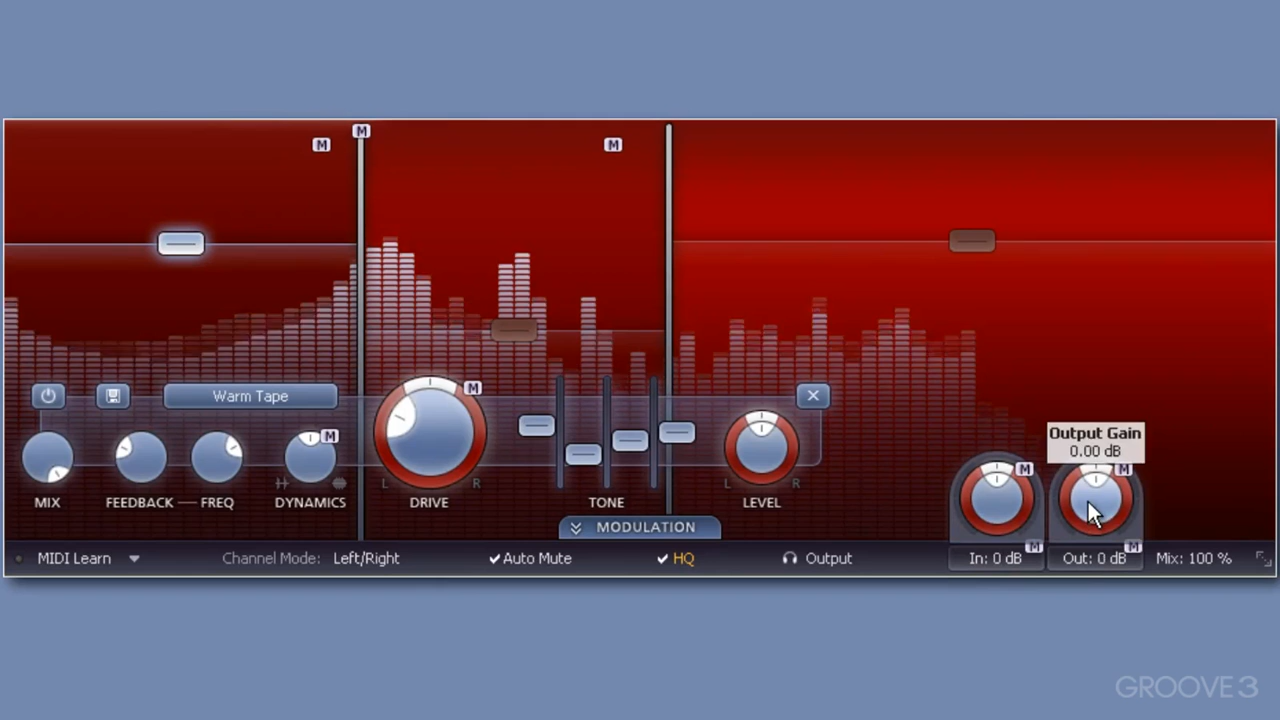 M
M
M
Output Gain
0.00 dB
Warm Tape
M
M
M
M
L
R
L
R
MIX
FEEDBACK
FREQ
DYNAMICS
DRIVE
TONE
LEVEL
MODULATION
M
M
MIDI Learn
Channel Mode: Left/Right
Auto Mute
HQ
Output
In: 0 dB
Out: 0 dB
Mix: 100 %
GROOVE3